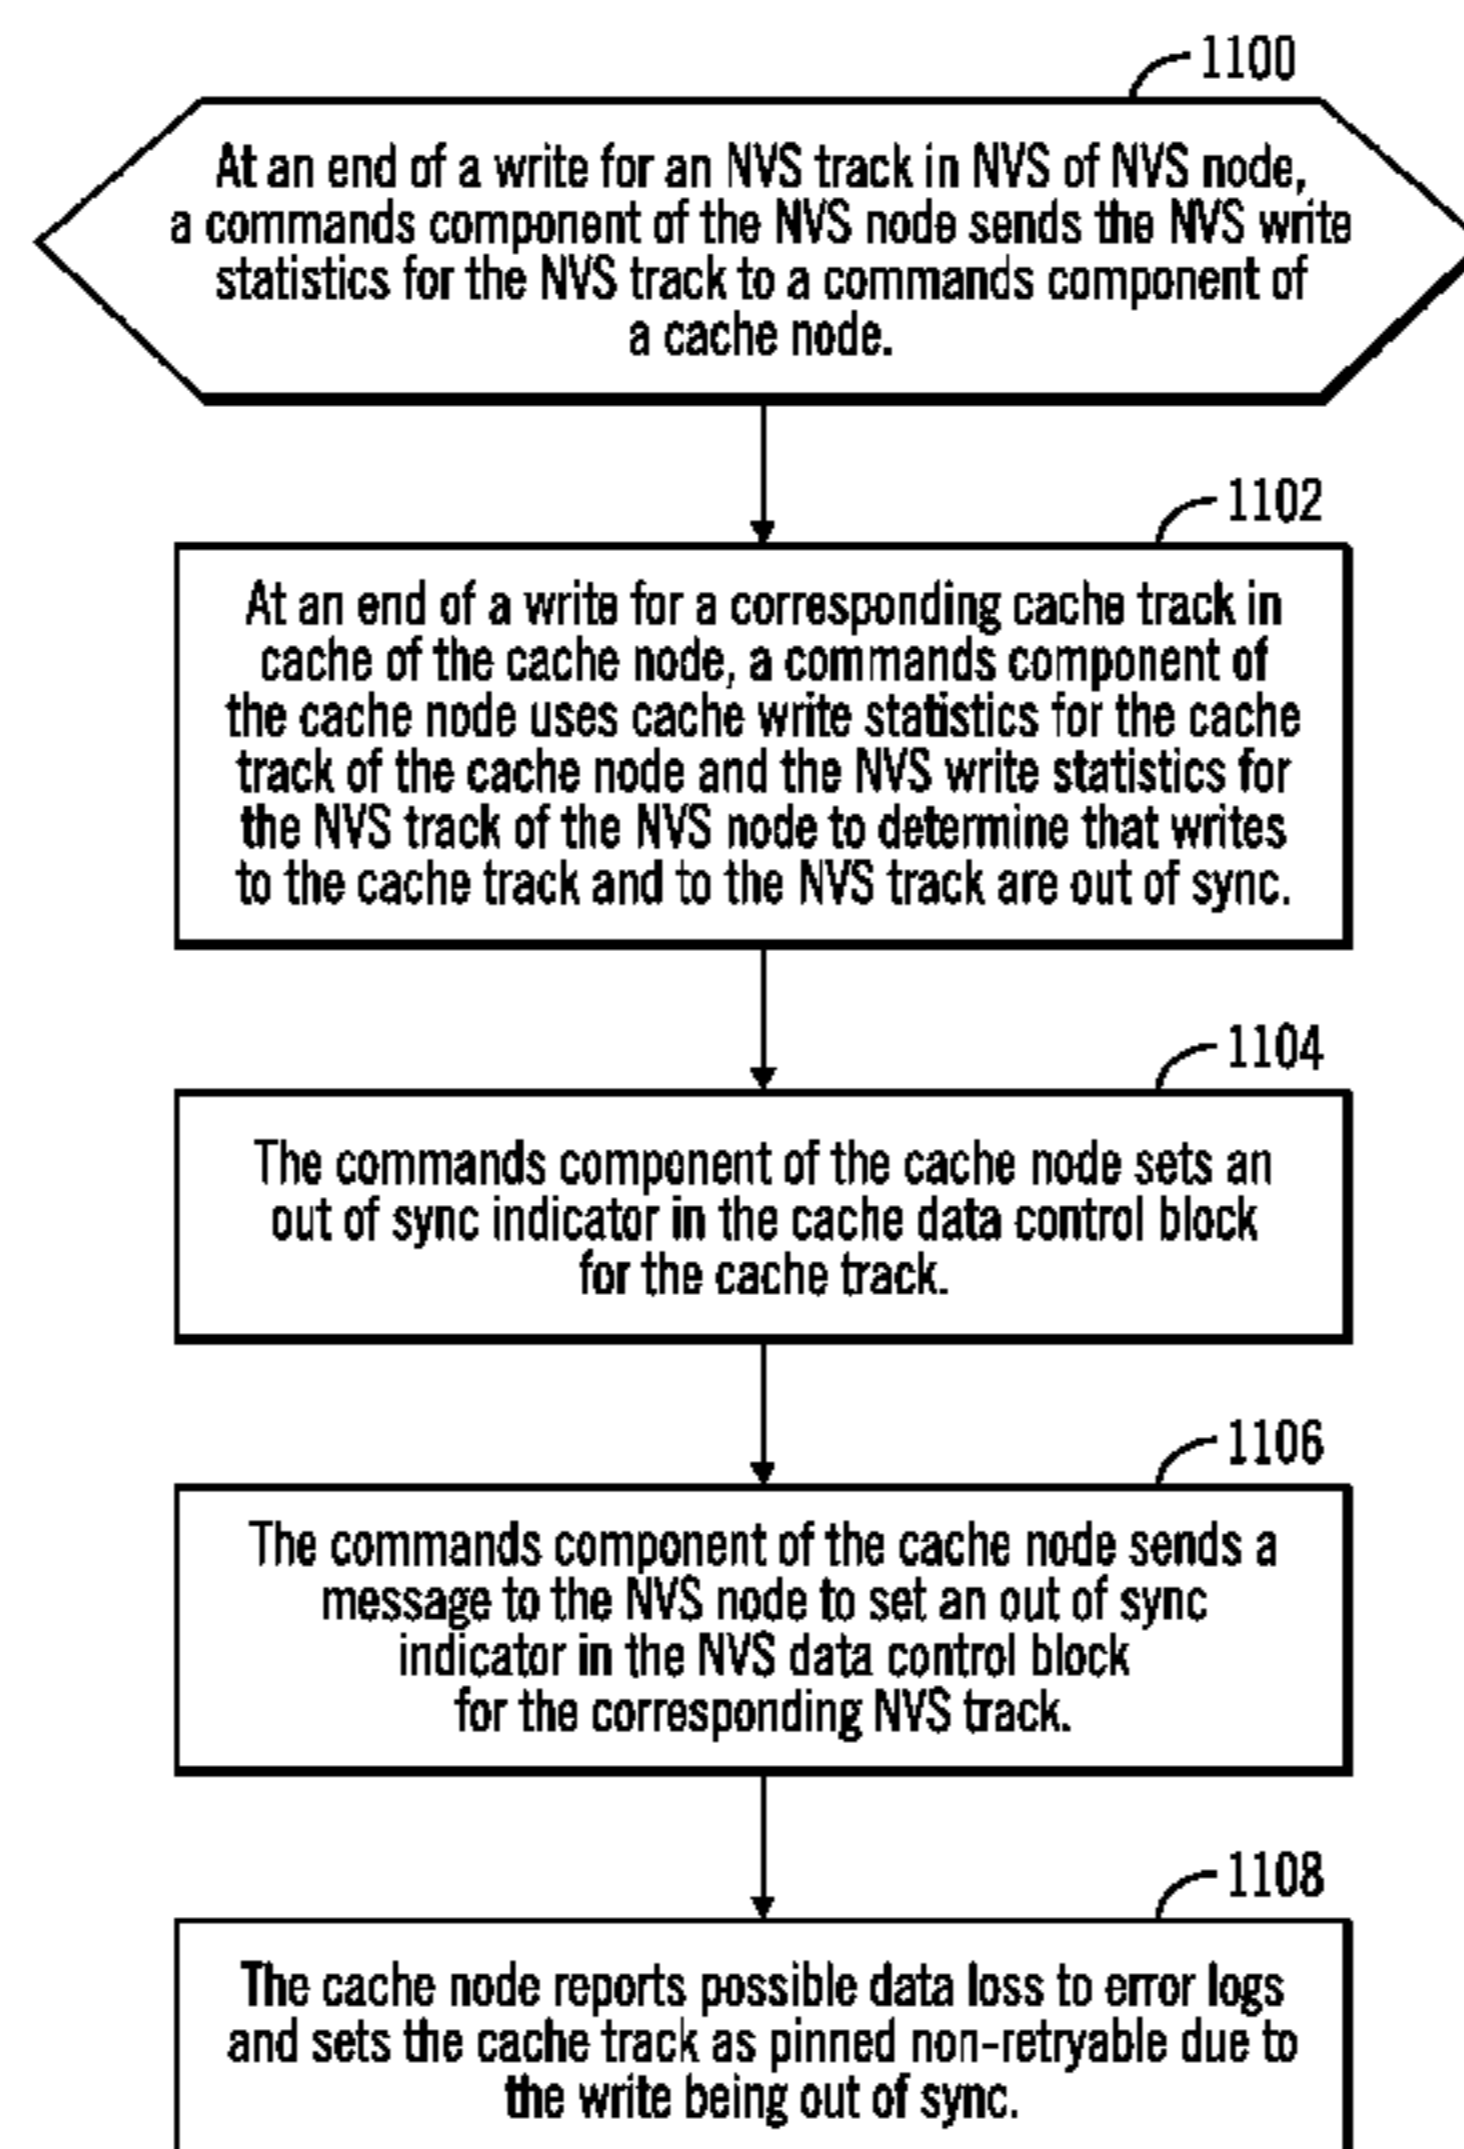 1100
At an end of a write for an NVS track in NVS of NVS node,
a commands component of the NVS node sends the NVS write
statistics for the NVS track to a commands component of
a cache node.
1102
At an end of a write for a corresponding cache track in
cache of the cache node, a commands component of
the cache node uses cache write statistics for the cache
track of the cache node and the NVS write statistics for
the NVS track of the NVS node to determine that writes
to the cache track and to the NVS track are out of sync.
1104
The commands component of the cache node sets an
out of sync indicator in the cache data control block
for the cache track.
1106
The commands component of the cache node sends a
message to the NVS node to set an out of sync
indicator in the NVS data control block
for the corresponding NVS track.
1108
The cache node reports possible data loss to error logs
and sets the cache track as pinned non-retryable due to
the write being out of sync.